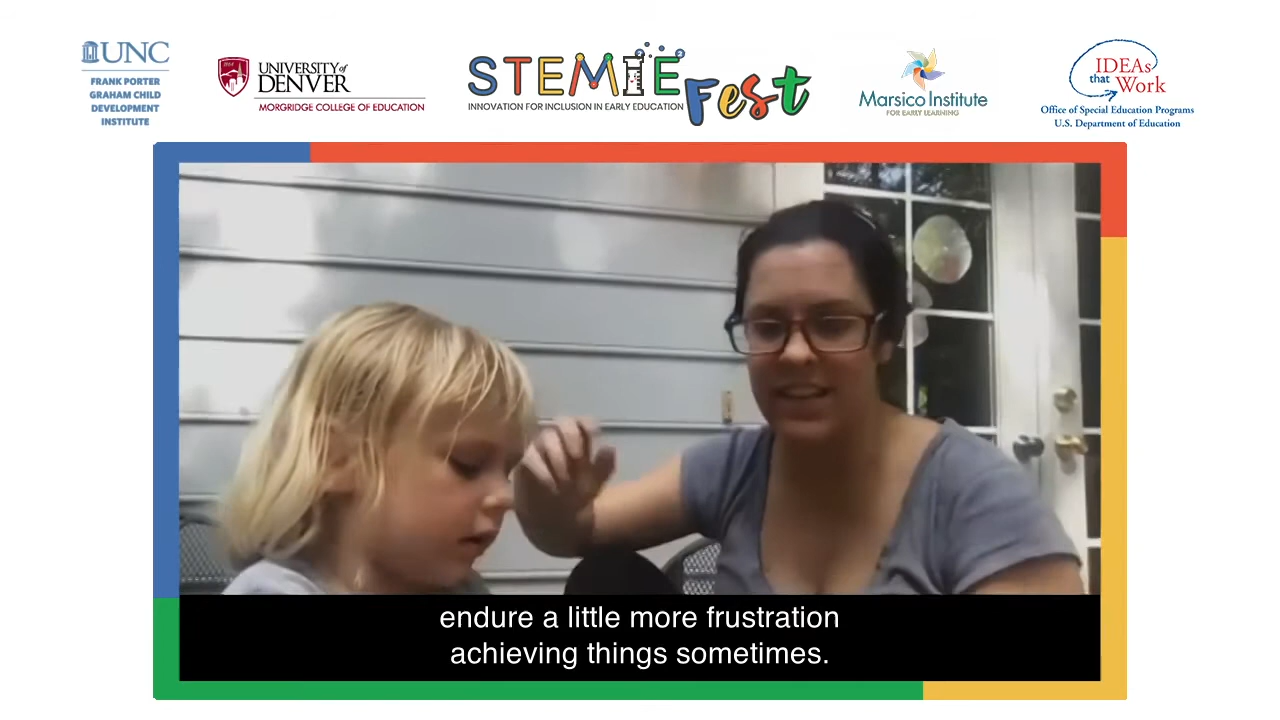 UNC
FRANK PORTER
GRAHAM CHILD
DEVELOPMENT
INSTITUTE
UNIVERSITY of
DENVER
MORGRIDGE COLLEGE OF EDUCATION
STEMIE Fest
INNOVATION FOR INCLUSION IN EARLY EDUCATION
Marsico Institute
FOR EARLY LEARNING
IDEAs
that Work
Office of Special Education Programs
U.S. Department of Education
endure a little more frustration
achieving things sometimes.